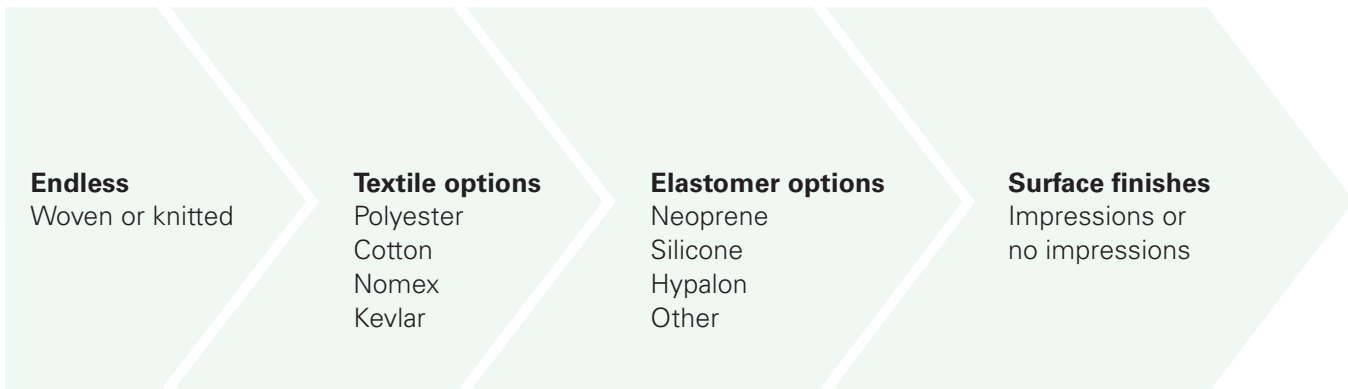 Endless
Woven or knitted
Textile options
Polyester
Cotton
Nomex
Kevlar
Elastomer options
Neoprene
Silicone
Hypalon
Other
Surface finishes
Impressions or
no impressions